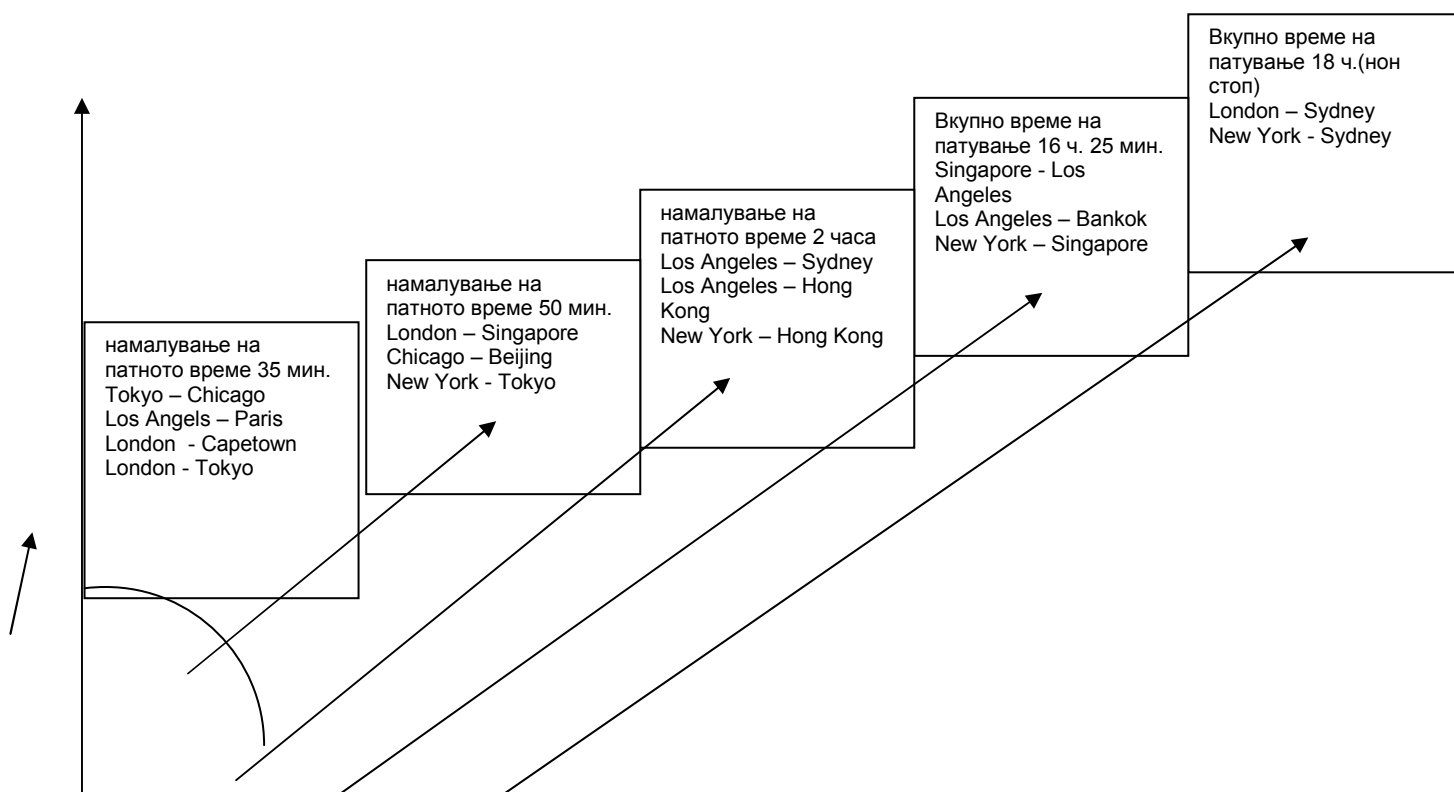 намалување на
патното време 35 мин.
Tokyo – Chicago
Los Angels – Paris
London - Capetown
London - Tokyo
намалување на
патното време 50 мин.
London – Singapore
Chicago – Beijing
New York - Tokyo
намалување на
патното време 2 часа
Los Angeles – Sydney
Los Angeles – Hong
Kong
New York – Hong Kong
Вкупно време на
патување 16 ч. 25 мин.
Singapore - Los
Angeles
Los Angeles – Bankok
New York – Singapore
Вкупно време на
патување 18 ч.(нон
стоп)
London – Sydney
New York - Sydney